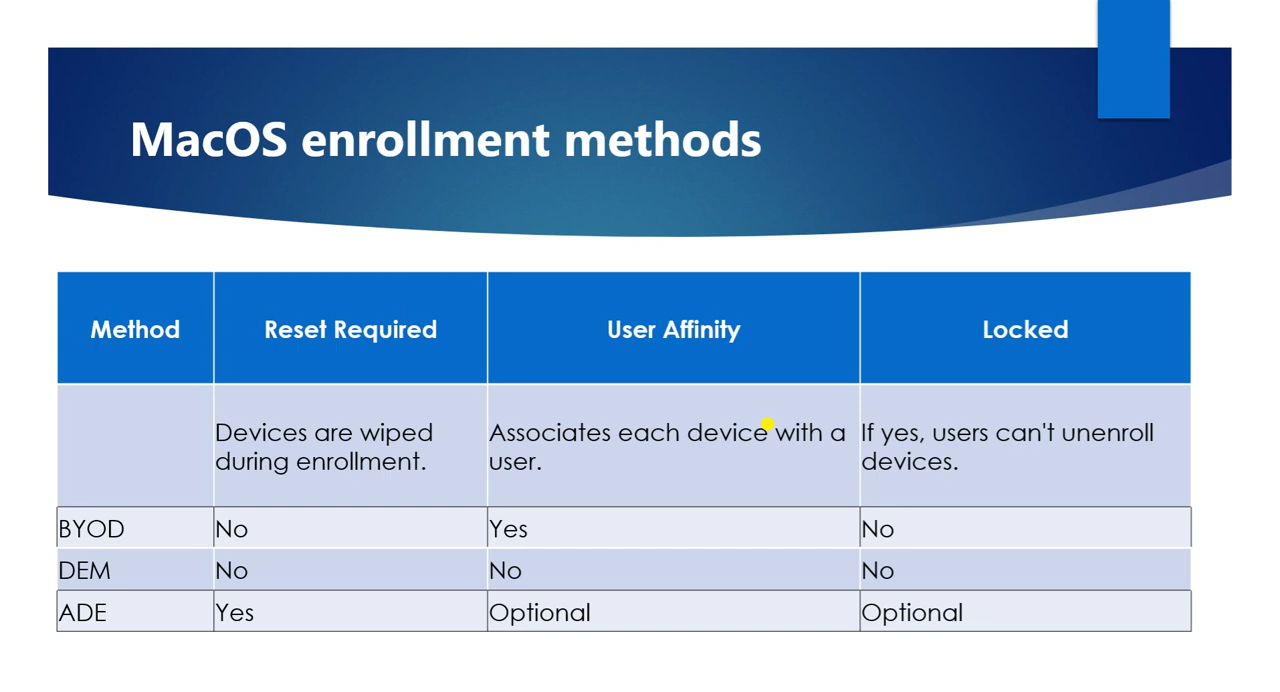 MacOS enrollment methods
Method Reset Required User Affinity Locked
Devices are wiped during enrollment. Associates each device with a user. If yes, users can't unenroll devices.
BYOD No Yes No
DEM No No No
ADE Yes Optional Optional